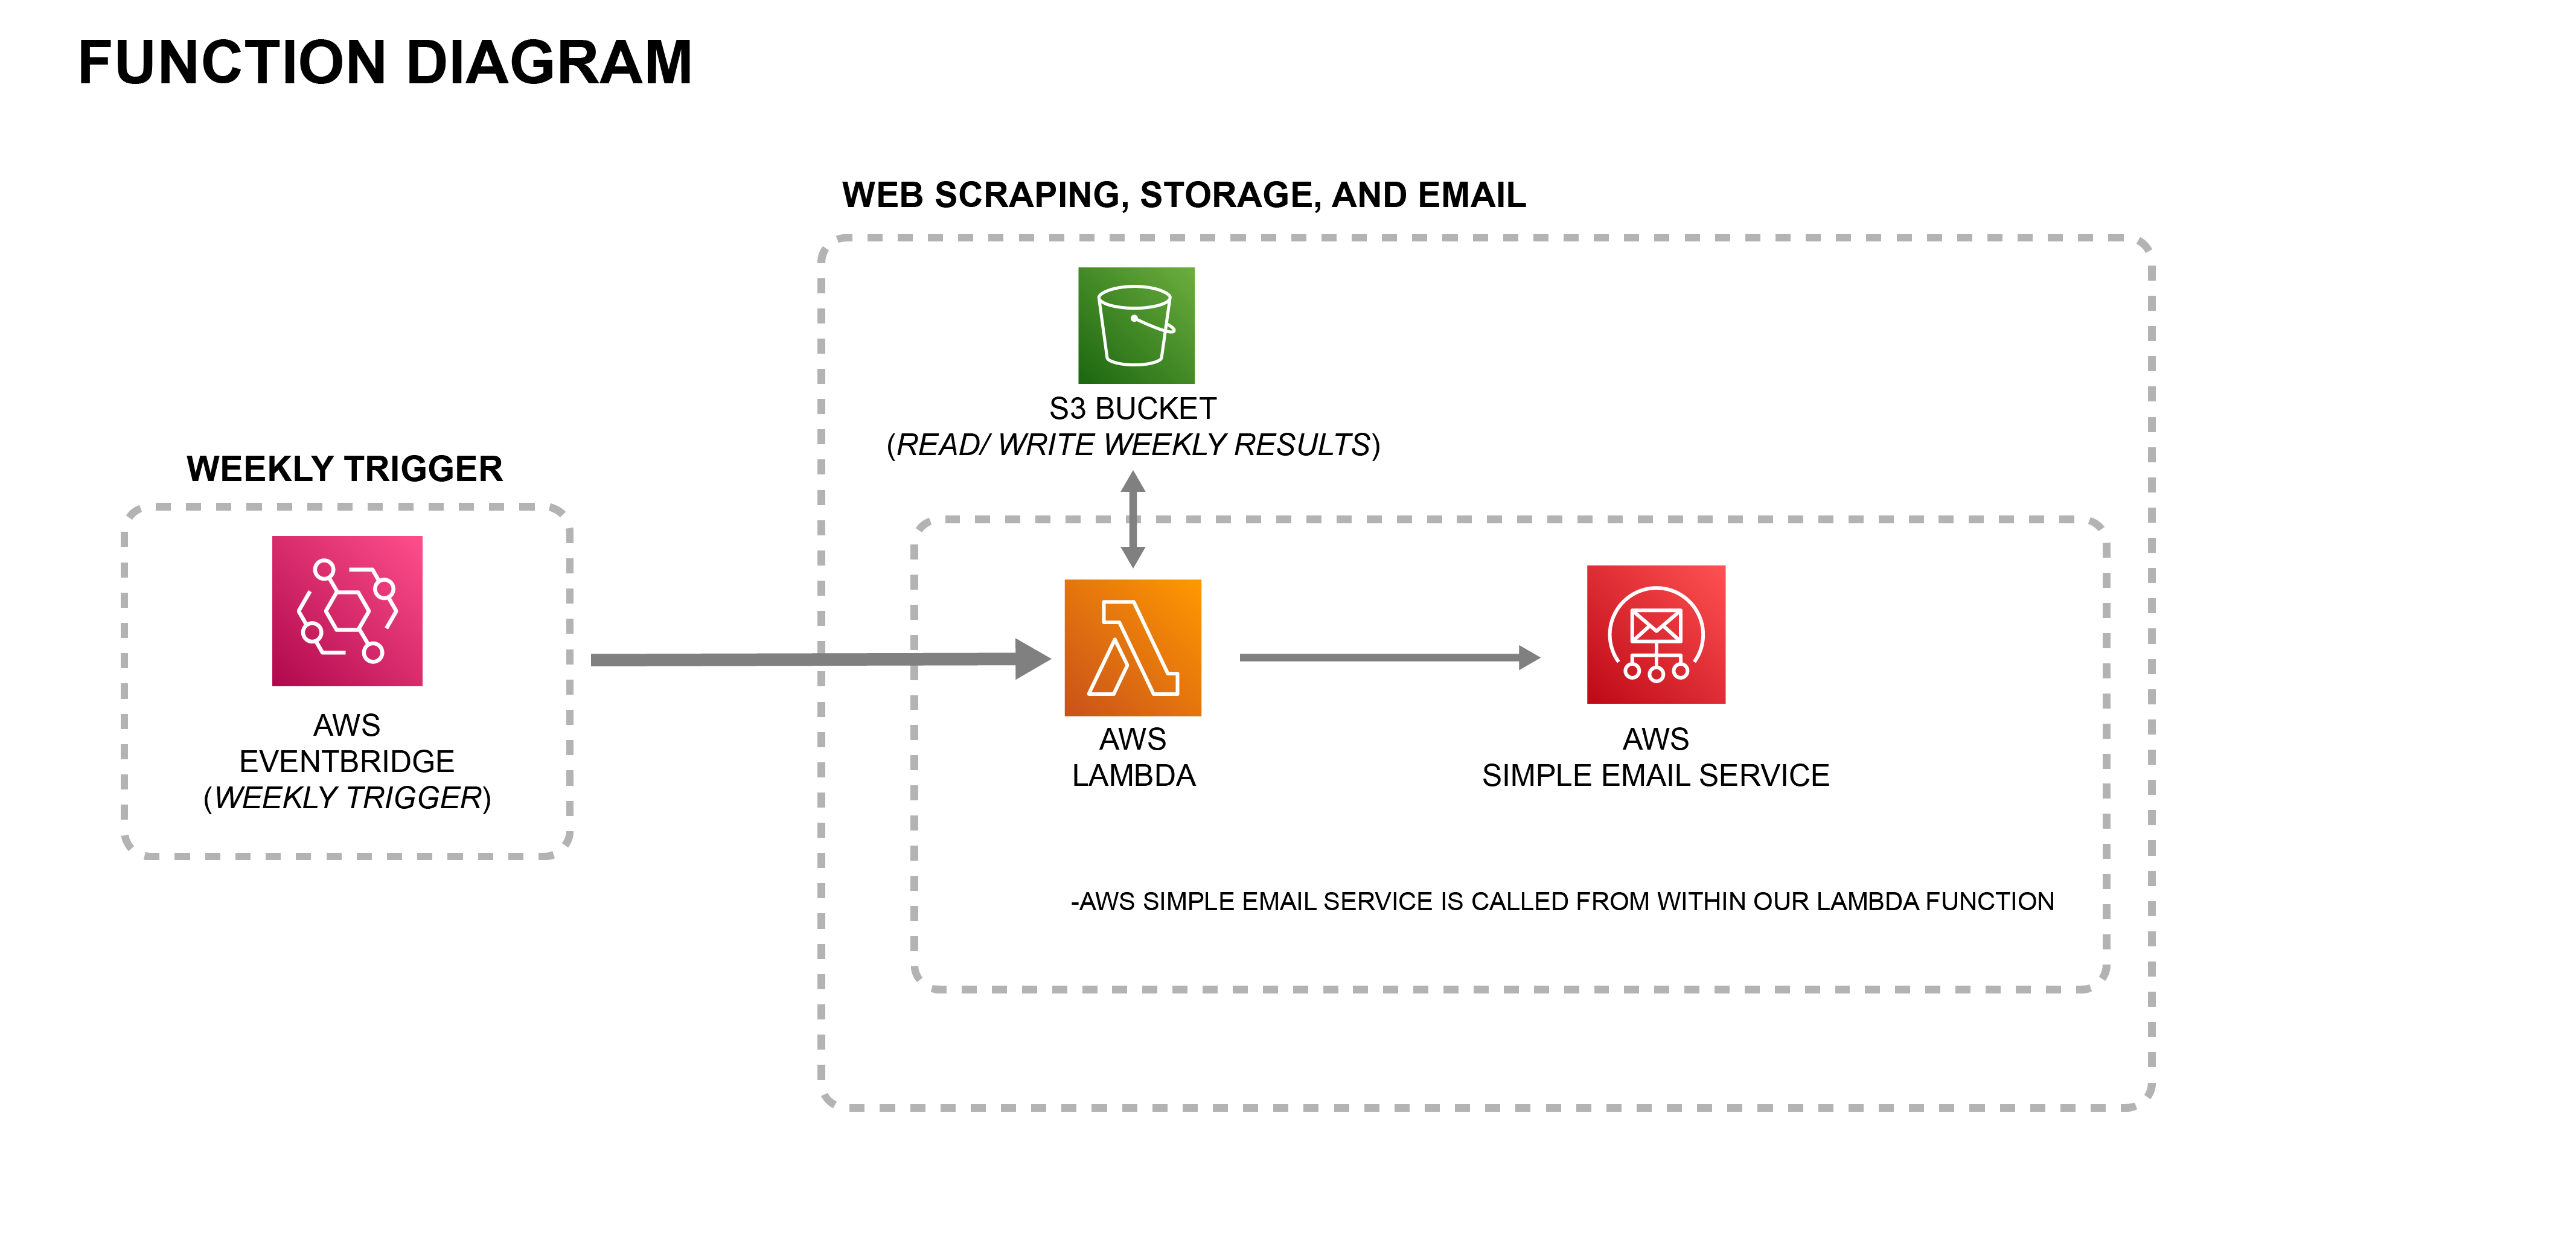 FUNCTION DIAGRAM
WEB SCRAPING, STORAGE, AND EMAIL
S3 BUCKET
(READ/ WRITE WEEKLY RESULTS)
WEEKLY TRIGGER
AWS
EVENTBRIDGE
(WEEKLY TRIGGER)
AWS
LAMBDA
AWS
SIMPLE EMAIL SERVICE
-AWS SIMPLE EMAIL SERVICE IS CALLED FROM WITHIN OUR LAMBDA FUNCTION